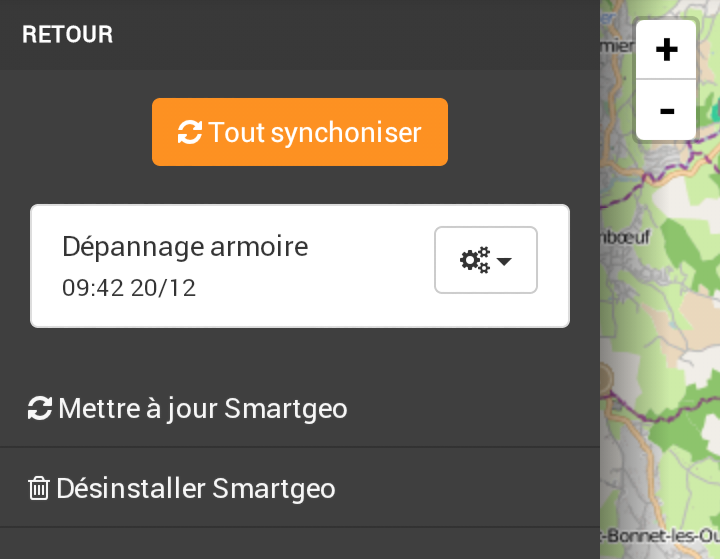 RETOUR
Tout synchoniser
Dépannage armoire
09:42 20/12
Mettre à jour Smartgeo
Désinstaller Smartgeo
+
-